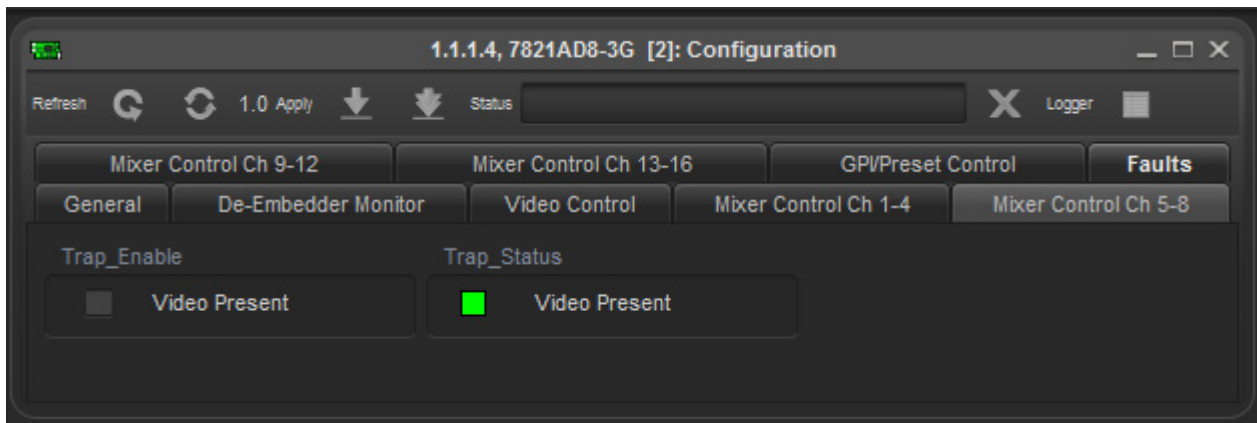 1.1.1.4, 7821AD8-3G [2]: Configuration
Refresh 1.0 Apply Status Logger
Mixer Control Ch 9-12 Mixer Control Ch 13-16 GPI/Preset Control Faults
General De-Embedder Monitor Video Control Mixer Control Ch 1-4 Mixer Control Ch 5-8
Trap_Enable Trap_Status
Video Present Video Present